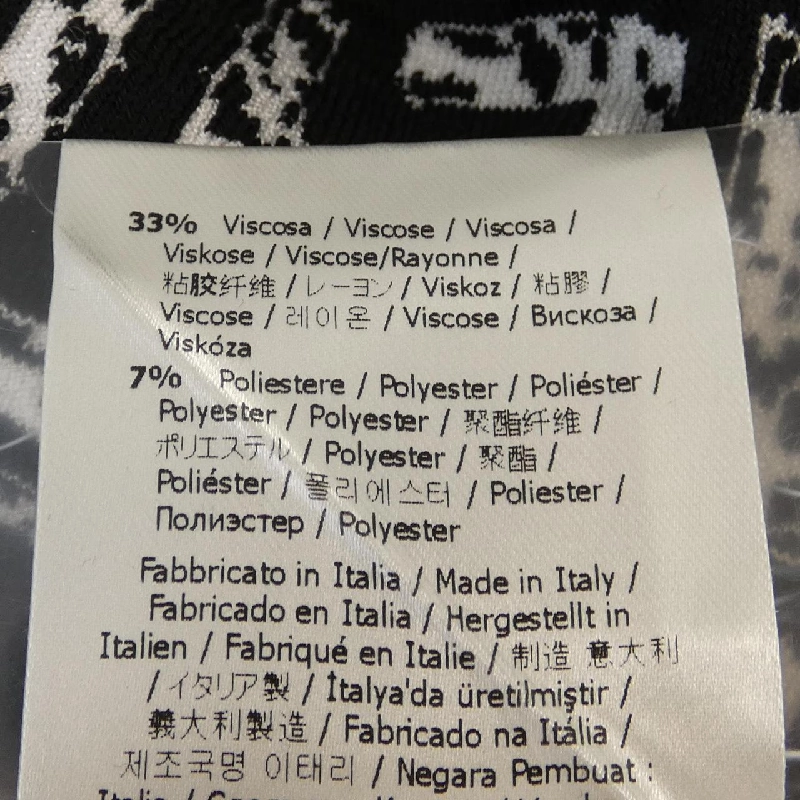 33% Viscosa / Viscose / Viscosa /
Viskose / Viscose/Rayonne /
粘胶纤维 / レーヨン / Viskoz / 粘膠 /
Viscose / 레이온 / Viscose / Вискоза /
Viskóza
7% Poliestere / Polyester / Poliéster /
Polyester / Polyester / 聚酯纤维 /
ポリエステル / Polyester / 聚酯 /
Poliéster / 폴리에스터 / Poliester /
Полиэстер / Polyester
Fabbricato in Italia / Made in Italy /
Fabricado en Italia / Hergestellt in
Italien / Fabriqué en Italie / 制造 意大利
/ イタリア製 / İtalya'da üretilmiştir /
義大利製造 / Fabricado na Itália /
제조국명 이태리 / Negara Pembuat :
Italia /